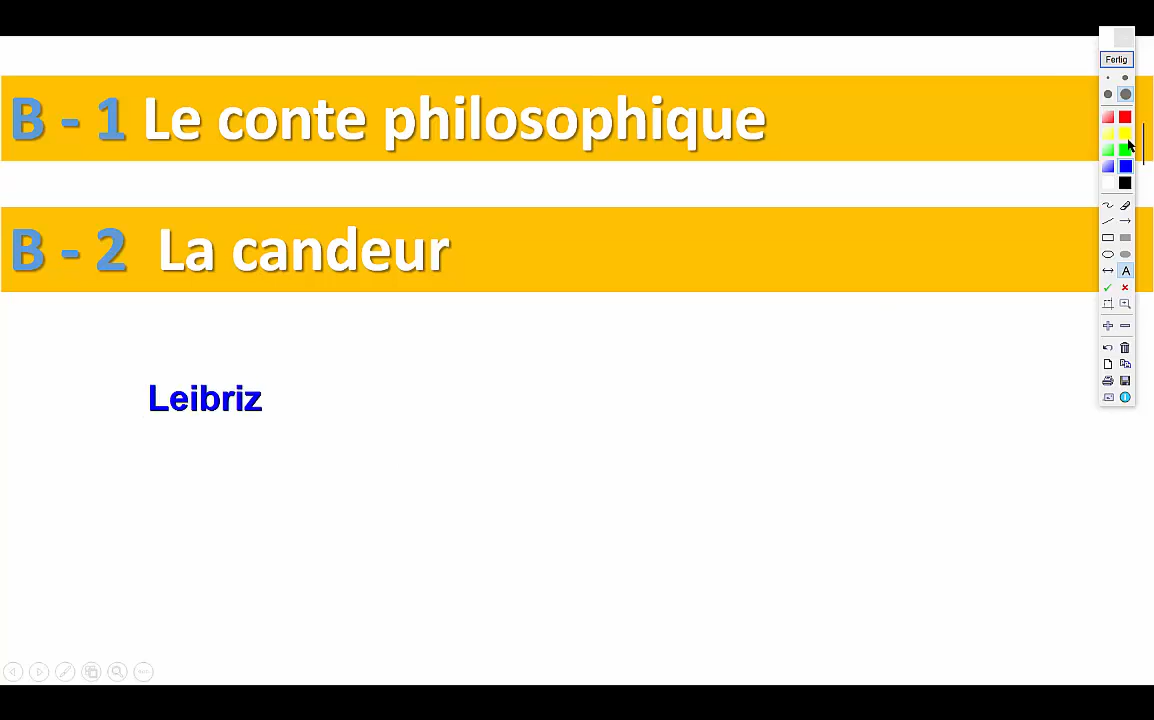 Fertig
B - 1 Le conte philosophique
B - 2 La candeur
A
Leibriz